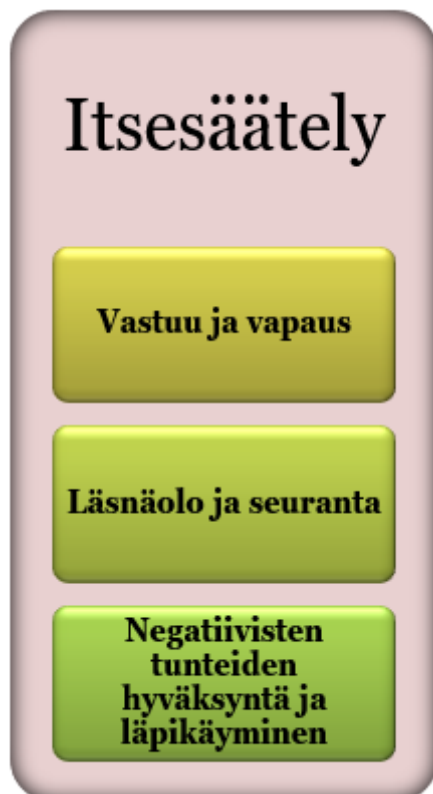 Itsesäätely
Vastuu ja vapaus
Läsnäolo ja seuranta
Negatiivisten
tunteiden
hyväksyntä ja
läpikäyminen